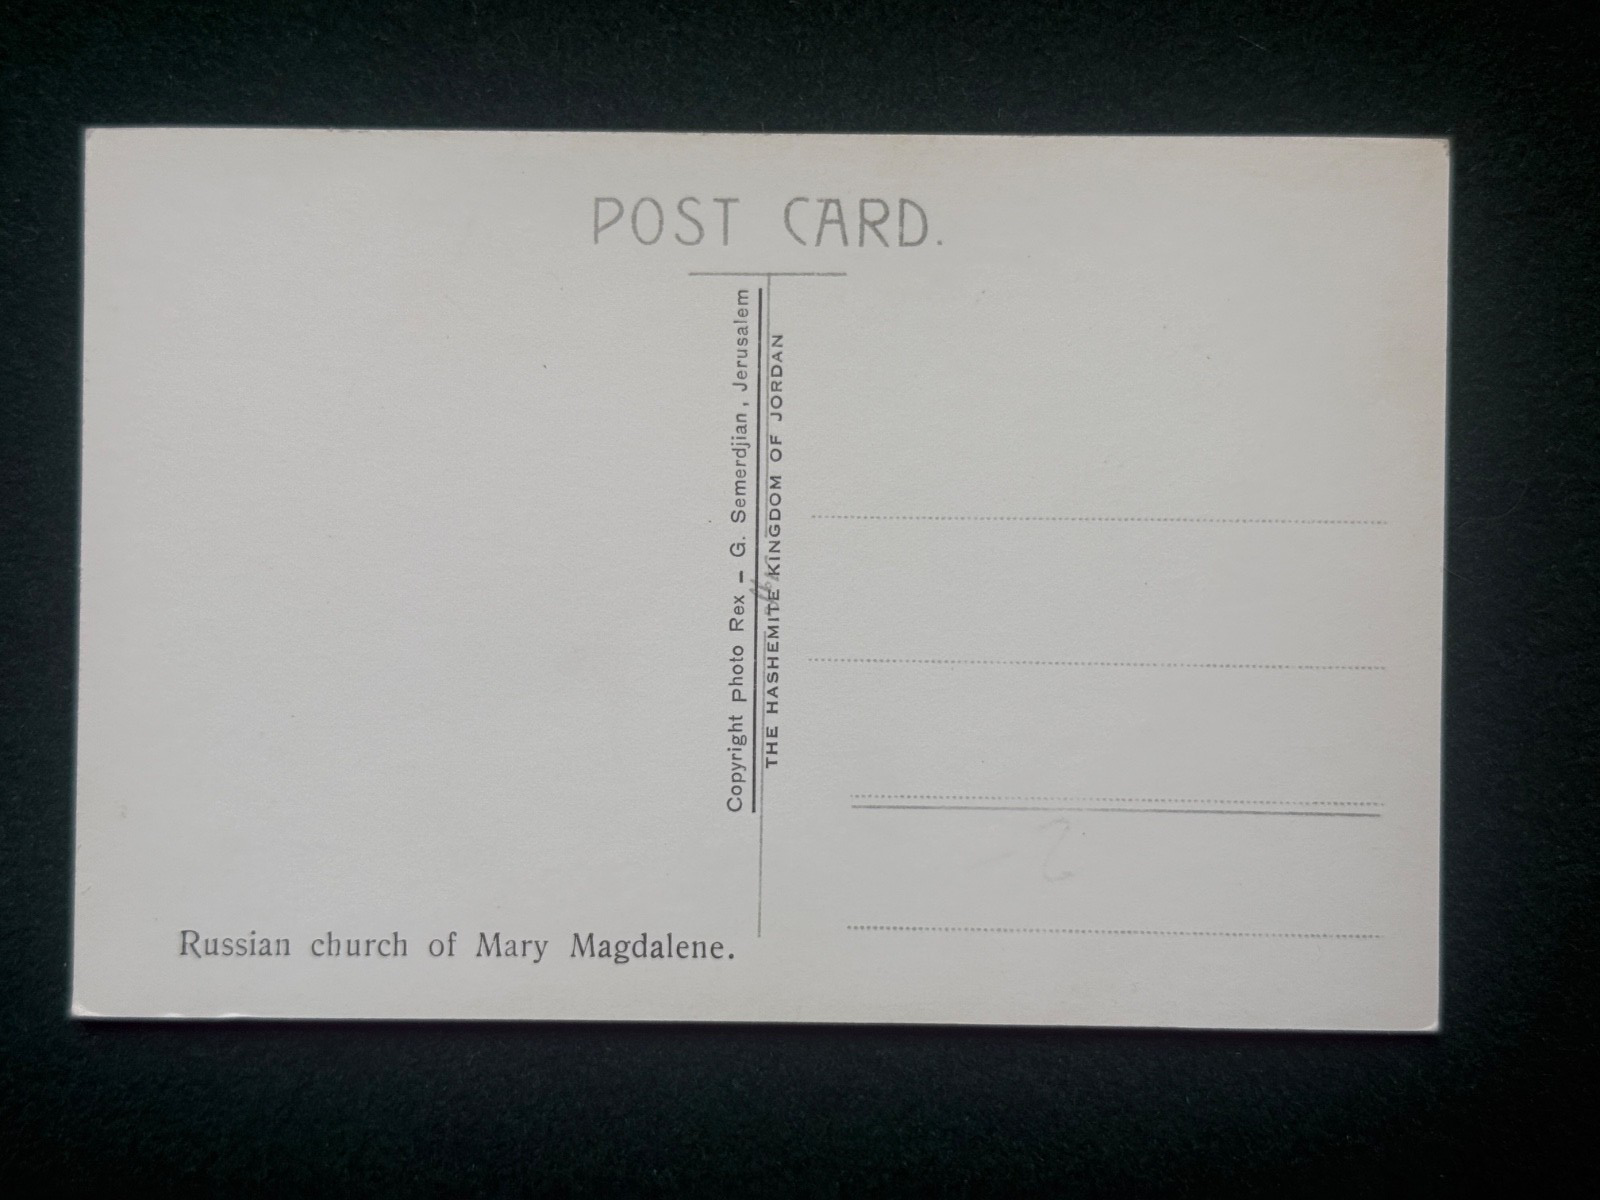 POST CARD.
Copyright Photo Rex – G. Semerdjian, Jerusalem
THE HASHEMITE KINGDOM OF JORDAN
Russian church of Mary Magdalene.